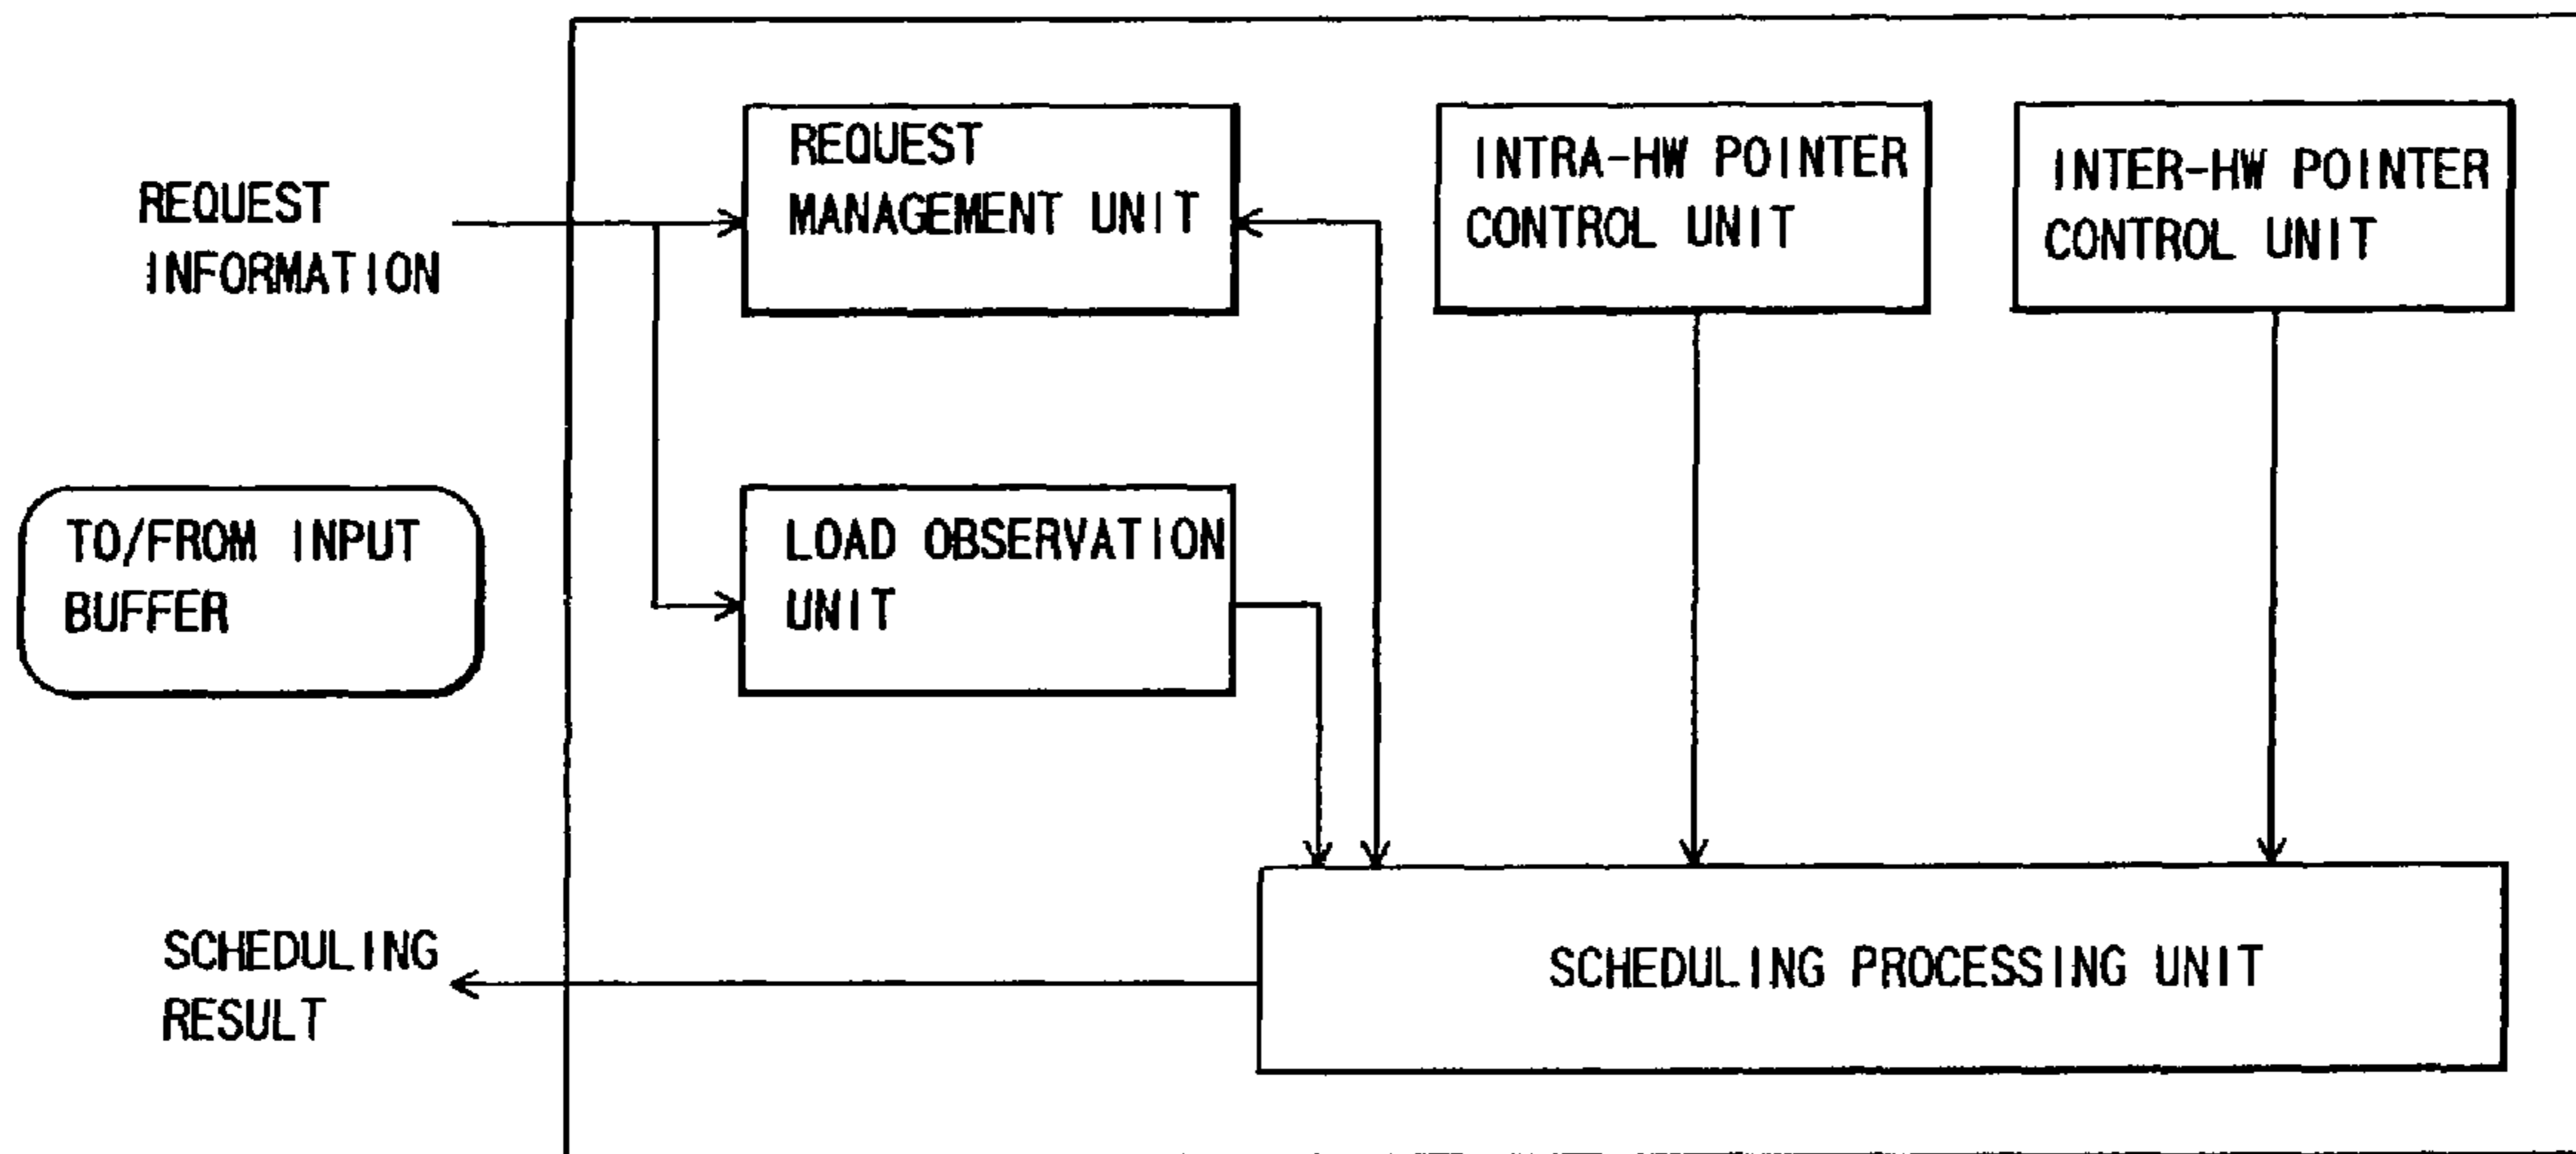 REQUEST
INFORMATION
REQUEST
MANAGEMENT UNIT
INTRA-HW POINTER
CONTROL UNIT
INTER-HW POINTER
CONTROL UNIT
TO/FROM INPUT
BUFFER
LOAD OBSERVATION
UNIT
SCHEDULING
RESULT
SCHEDULING PROCESSING UNIT